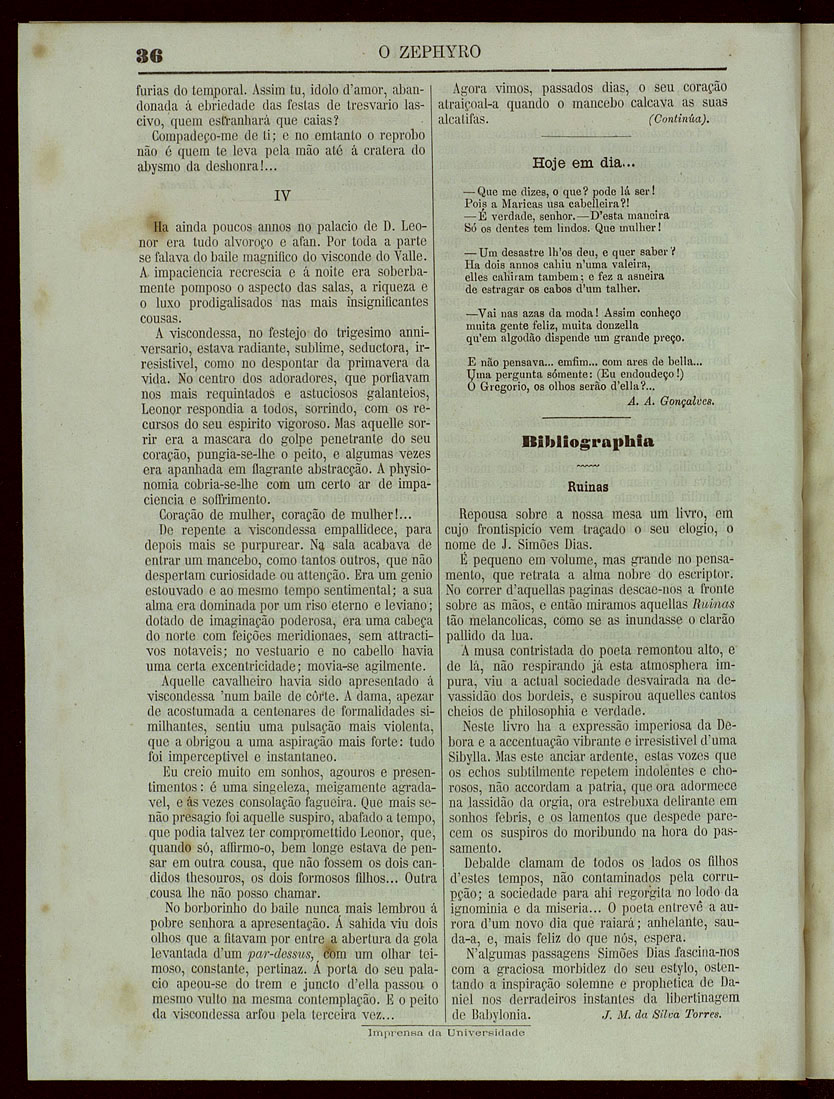 36
O ZEPHYRO
furias do temporal. Assim tu, idolo d'amor, aban-
donada á ebriedade das festas de tresvario las-
civo, quem estranhará que caias?
Compadeço-me de ti; e no emtanto o reprobo
não é quem te leva pela mão até á cratera do
abysmo da deshonra!...
IV
Ha ainda poucos annos no palacio de D. Leo-
nor era tudo alvoroço e afan. Por toda a parte
se falava do baile magnifico do visconde do Valle.
A impaciencia recrescia e á noite era soberba-
mente pomposo o aspecto das salas, a riqueza e
o luxo prodigalisados nas mais insignificantes
cousas.
A viscondessa, no festejo do trigesimo anni-
versario, estava radiante, sublime, seductora, ir-
resistivel, como no despontar da primavera da
vida. No centro dos adoradores, que porfiavam
nos mais requintados e astuciosos galanteios,
Leonor respondia a todos, sorrindo, com os re-
cursos do seu espirito vigoroso. Mas aquelle sor-
rir era a mascara do golpe penetrante do seu
coração, pungia-se-lhe o peito, e algumas vezes
era apanhada em flagrante abstracção. A physio-
nomia cobria-se-lhe com um certo ar de impa-
ciencia e soffrimento.
Coração de mulher, coração de mulher!...
De repente a viscondessa empallidece, para
depois mais se purpurear. Na sala acabava de
entrar um mancebo, como tantos outros, que não
despertam curiosidade ou attenção. Era um genio
estouvado e ao mesmo tempo sentimental; a sua
alma era dominada por um riso eterno e leviano;
dotado de imaginação poderosa, era uma cabeça
do norte com feições meridionaes, sem attracti-
vos notaveis; no vestuario e no cabello havia
uma certa excentricidade; movia-se agilmente.
Aquelle cavalheiro havia sido apresentado á
viscondessa 'num baile de côrte. A dama, apezar
de acostumada a centenares de formalidades si-
milhantes, sentiu uma pulsação mais violenta,
que a obrigou a uma aspiração mais forte: tudo
foi imperceptivel e instantaneo.
Eu creio muito em sonhos, agouros e presen-
timentos: é uma singeleza, meigamente agrada-
vel, e ás vezes consolação fagueira. Que mais se-
não presagio foi aquelle suspiro, abafado a tempo,
que podia talvez ter compromettido Leonor, que,
quando só, affirmo-o, bem longe estava de pen-
sar em outra cousa, que não fossem os dois can-
didos thesouros, os dois formosos filhos... Outra
cousa lhe não posso chamar.
No borborinho do baile nunca mais lembrou á
pobre senhora a apresentação. Á sahida viu dois
olhos que a fitavam por entre a abertura da gola
levantada d'um par-dessus, com um olhar tei-
moso, constante, pertinaz. Á porta do seu pala-
cio apeou-se do trem e juncto d'ella passou o
mesmo vulto na mesma contemplação. E o peito
da viscondessa arfou pela terceira vez...
Agora vimos, passados dias, o seu coração
atraiçoal-a quando o mancebo calcava as suas
alcatifas. (Continúa).
Hoje em dia...
— Que me dizes, o que? pode lá ser!
Pois a Maricas usa cabelleira?!
— É verdade, senhor. — D'esta maneira
Só os dentes tem lindos. Que mulher!
— Um desastre lh'os deu, e quer saber?
Ha dois annos cahiu n'uma valeira,
elles cahiram tambem; e fez a asneira
de estragar os cabos d'um talher.
—Vai nas azas da moda! Assim conheço
muita gente feliz, muita donzella
qu'em algodão dispende um grande preço.
E não pensava... emfim... com ares de bella...
Uma pergunta sómente: (Eu endoudeço!)
Ó Gregorio, os olhos serão d'ella?...
A. A. Gonçalves.
Bibliographia
Ruinas
Repousa sobre a nossa mesa um livro, em
cujo frontispicio vem traçado o seu elogio, o
nome de J. Simões Dias.
É pequeno em volume, mas grande no pensa-
mento, que retrata a alma nobre do escriptor.
No correr d'aquellas paginas descae-nos a fronte
sobre as mãos, e então miramos aquellas Ruinas
tão melancolicas, como se as inundasse o clarão
pallido da lua.
A musa contristada do poeta remontou alto, e
de lá, não respirando já esta atmosphera im-
pura, viu a actual sociedade desvairada na de-
vassidão dos bordeis, e suspirou aquelles cantos
cheios de philosophia e verdade.
Neste livro ha a expressão imperiosa da De-
bora e a accentuação vibrante e irresistivel d'uma
Sibylla. Mas este anciar ardente, estas vozes que
os echos subtilmente repetem indolentes e cho-
rosos, não accordam a patria, que ora adormece
na lassidão da orgia, ora estrebuxa delirante em
sonhos febris, e os lamentos que despede pare-
cem os suspiros do moribundo na hora do pas-
samento.
Debalde clamam de todos os lados os filhos
d'estes tempos, não contaminados pela corru-
pção; a sociedade para ahi regorgita no lodo da
ignominia e da miseria... O poeta entrevê a au-
rora d'um novo dia que raiará; anhelante, sau-
da-a, e, mais feliz do que nós, espera.
N'algumas passagens Simões Dias fascina-nos
com a graciosa morbidez do seu estylo, osten-
tando a inspiração solemne e prophetica de Da-
niel nos derradeiros instantes da libertinagem
de Babylonia. J. M. da Silva Torres.
Imprensa da Universidade